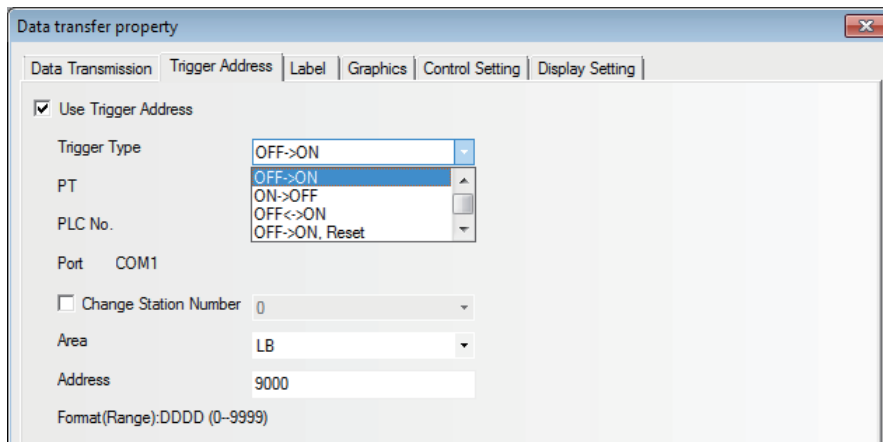 Data transfer property
Data Transmission Trigger Address Label Graphics Control Setting Display Setting
Use Trigger Address
Trigger Type OFF->ON
OFF->ON
PT
ON->OFF
OFF<->ON
PLC No.
OFF->ON, Reset
Port COM1
Change Station Number 0
Area LB
Address 9000
Format(Range):DDDD (0--9999)